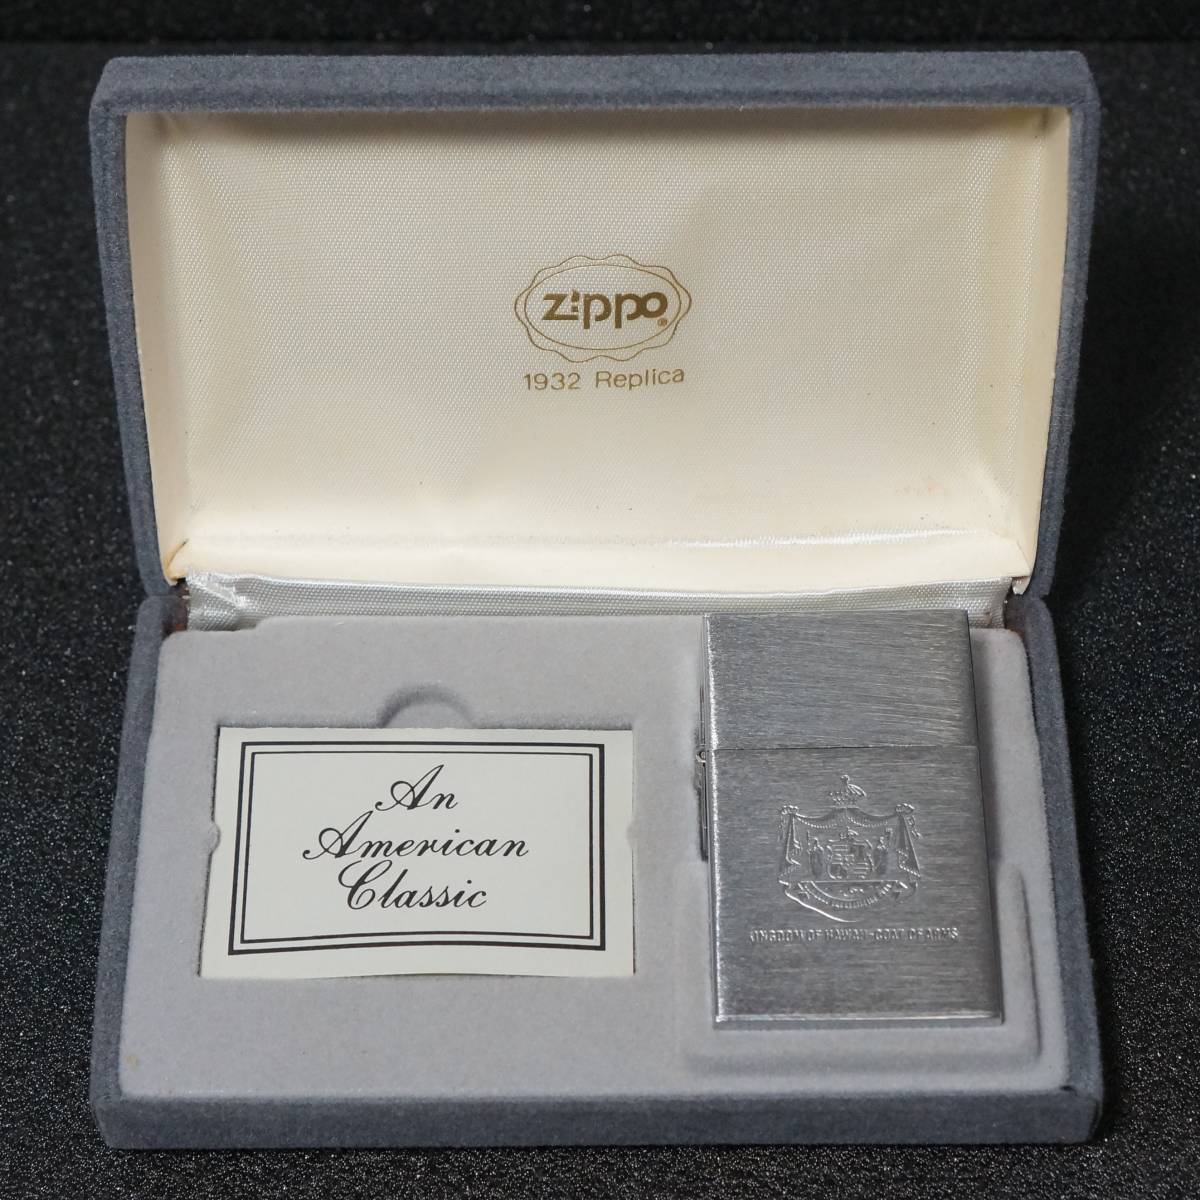 Zippo®
1932 Replica
An
American
Classic
KINGDOM OF HAWAII-COAT OF ARMS